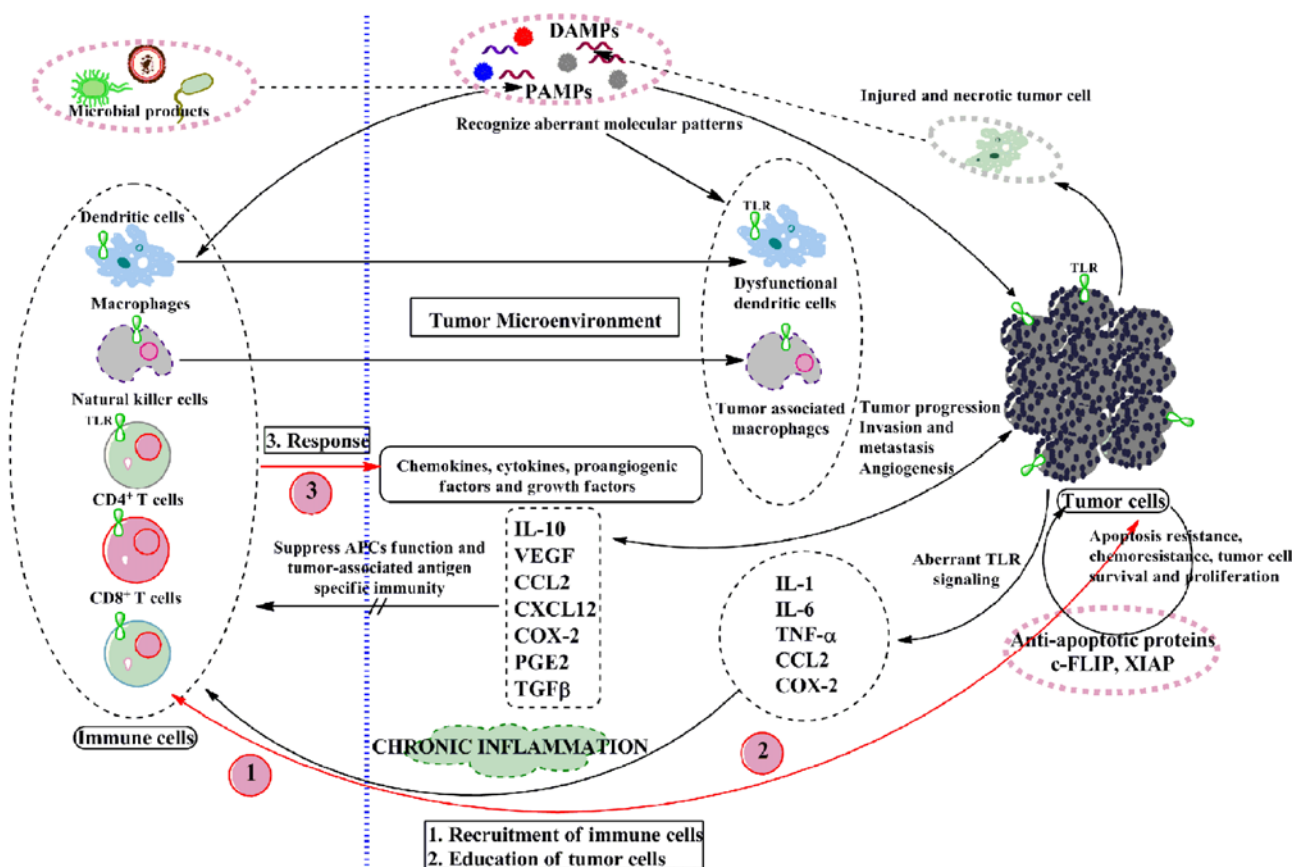 DAMPs
PAMPs
Microbial products
Recognize aberrant molecular patterns
Injured and necrotic tumor cell
Dendritic cells
TLR
Dysfunctional
dendritic cells
TLR
Macrophages
Tumor Microenvironment
Natural killer cells
TLR
Tumor associated
macrophages
Tumor progression
Invasion and
metastasis
Angiogenesis
3. Response
3
Chemokines, cytokines, proangiogenic
factors and growth factors
CD4⁺ T cells
Tumor cells
Suppress APCs function and
tumor-associated antigen
specific immunity
IL-10
VEGF
CCL2
CXCL12
COX-2
PGE2
TGFβ
Aberrant TLR
signaling
Apoptosis resistance,
chemoresistance, tumor cell
survival and proliferation
CD8⁺ T cells
IL-1
IL-6
TNF-α
CCL2
COX-2
Anti-apoptotic proteins
c-FLIP, XIAP
Immune cells
CHRONIC INFLAMMATION
1
2
1. Recruitment of immune cells
2. Education of tumor cells